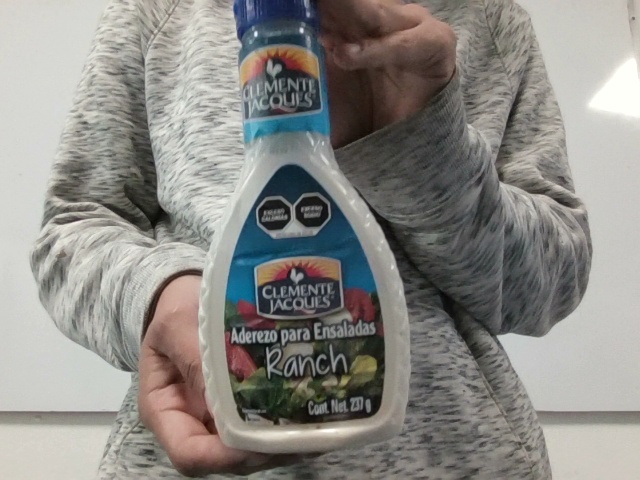 CLEMENTE
JACQUES
EXCESO
CALORÍAS
EXCESO
SODIO
CLEMENTE
JACQUES
Aderezo para Ensaladas
Ranch
Cont. Net. 237 g